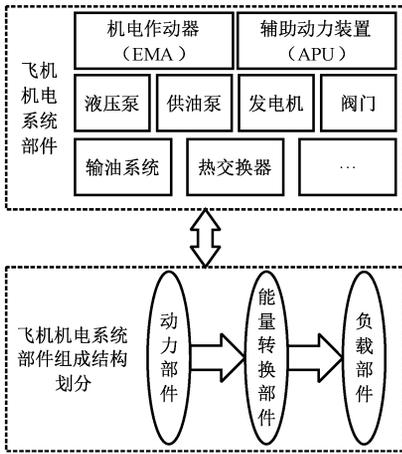 飞机
机电
系统
部件
机电作动器
（EMA）
辅助动力装置
（APU）
液压泵
供油泵
发电机
阀门
输油系统
热交换器
…
飞机机电系统
部件组成结构
划分
动力部件
能量转换部件
负载部件